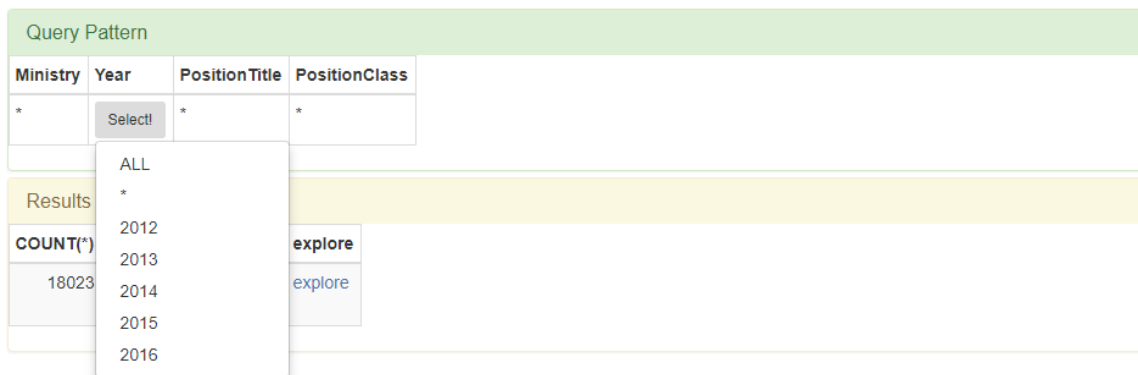 Query Pattern
Ministry Year PositionTitle PositionClass
* Select! * *
ALL
*
2012
2013
2014
2015
2016
Results
COUNT(*) explore
18023 explore